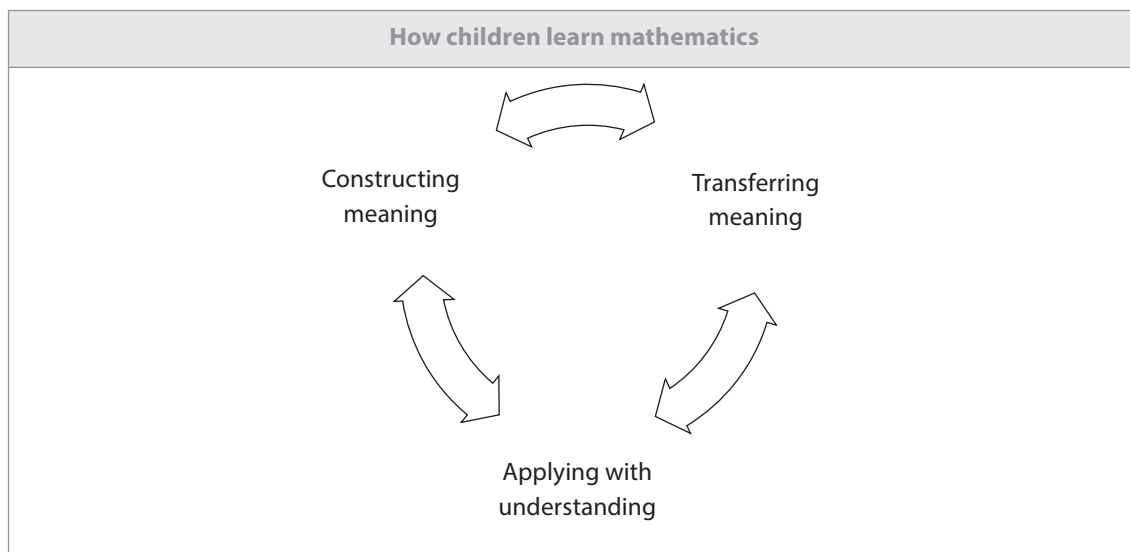 How children learn mathematics
Constructing
meaning
Transferring
meaning
Applying with
understanding